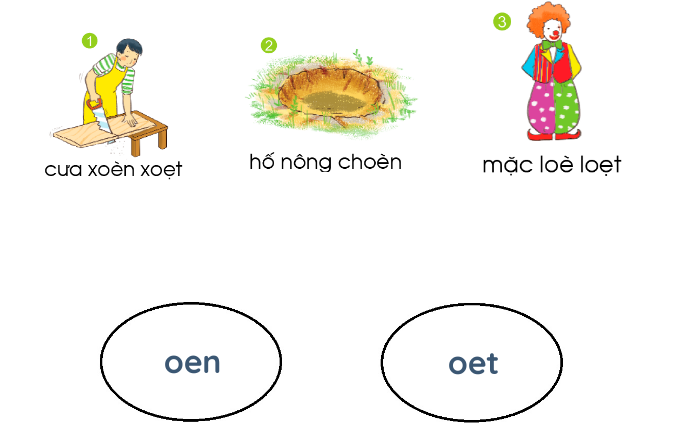 1
cưa xoèn xoẹt
2
hố nông choèn
3
mặc loè loẹt
oen
oet